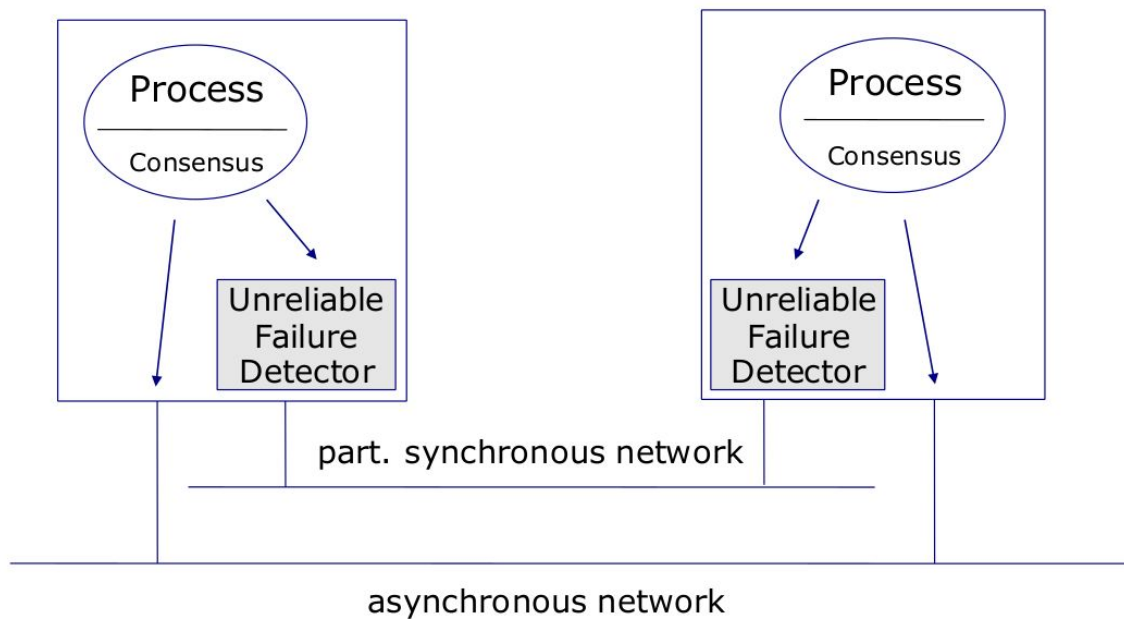 Process
Consensus
Unreliable
Failure
Detector
Process
Consensus
Unreliable
Failure
Detector
part. synchronous network
asynchronous network